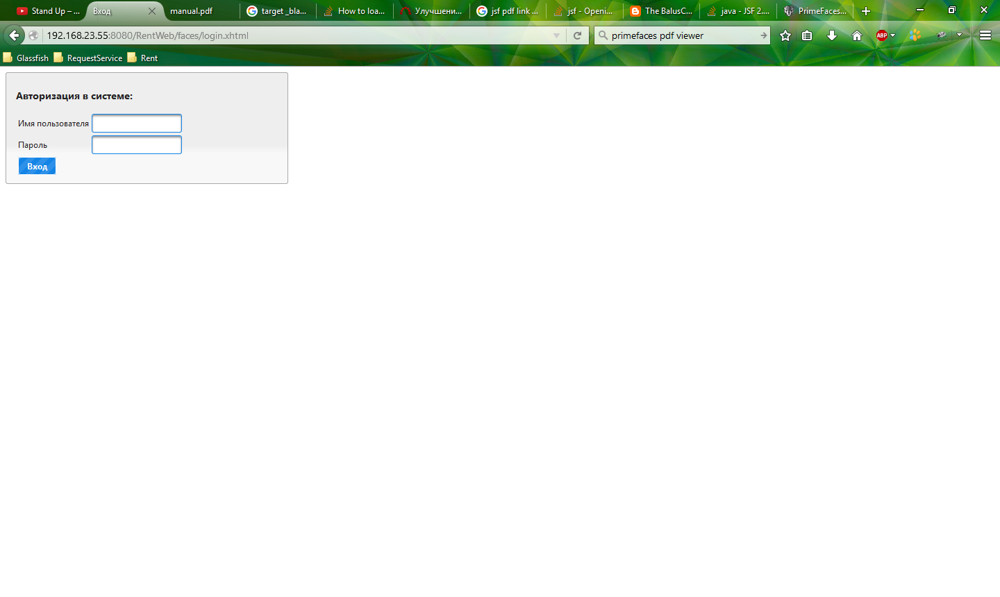 Stand Up – ...
Вход
manual.pdf
target _bla...
How to loa...
Улучшени...
jsf pdf link ...
jsf - Openi...
The BalusC...
java - JSF 2....
PrimeFaces...
192.168.23.55:8080/RentWeb/faces/login.xhtml
primefaces pdf viewer
ABP
Glassfish
RequestService
Rent
Авторизация в системе:
Имя пользователя
Пароль
Вход